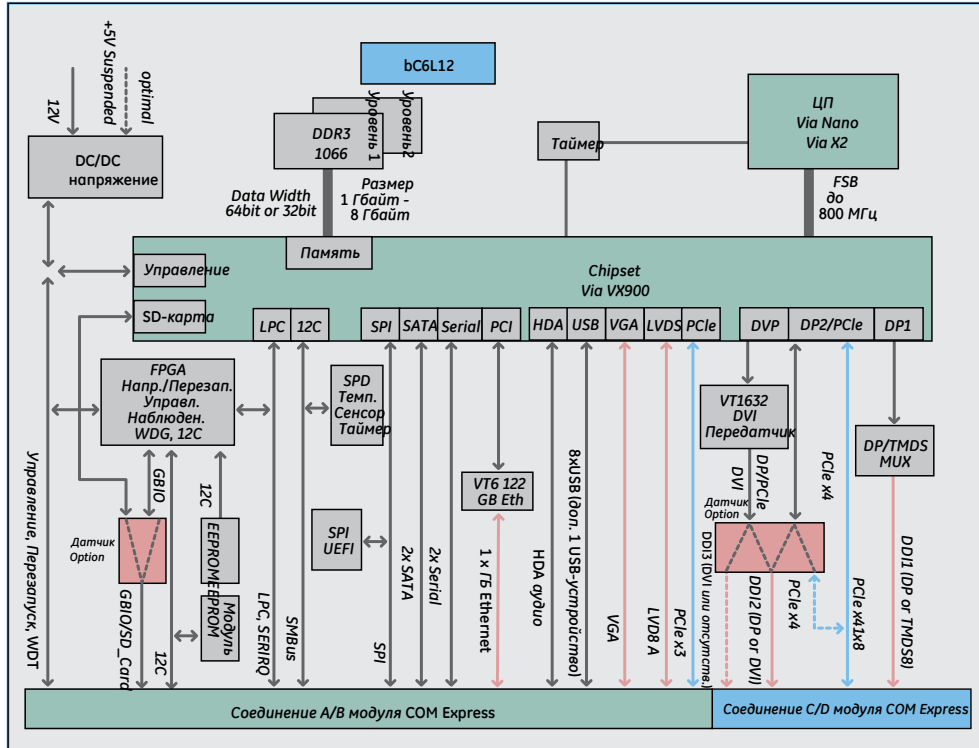 +5V Suspended
optimal
12V
DC/DC
напряжение
bC6L12
Уровень 1
Уровень 2
DDR3
1066
Data Width
64bit or 32bit
Размер
1 Гбайт -
8 Гбайт
Таймер
ЦП
Via Nano
Via X2
FSB
до
800 МГц
Память
Управление
SD-карта
Chipset
Via VX900
LPC
12C
SPI
SATA
Serial
PCI
HDA
USB
VGA
LVDS
PCIe
DVP
DP2/PCIe
DP1
FPGA
Напр./Перезап.
Управл.
Наблюден.
WDG, 12C
SPD
Темп.
Сенсор
Таймер
VT1632
DVI
Передатчик
DP/TMDS
MUX
VT6 122
GB Eth
SPI
UEFI
GBIO
12C
Датчик
Option
EEPROMEEPROM
Модуль
DVI
DP/PCIe
Датчик
Option
PCIe x4
Управление, Перезапуск, WDT
GBIO/SD_Card
12C
LPC, SERIRQ
SMBus
SPI
2x SATA
2x Serial
1 x ГБ Ethernet
HDA аудио
8xUSB (доп. 1 USB-устройство)
VGA
LVD8 A
PCIe x3
DDI3 (DVI или отсутств.)
DDI2 (DP or DVII)
PCIe x4
PCIe x41x8
DDI1 (DP or TMDS8)
Соединение A/B модуля COM Express
Соединение C/D модуля COM Express